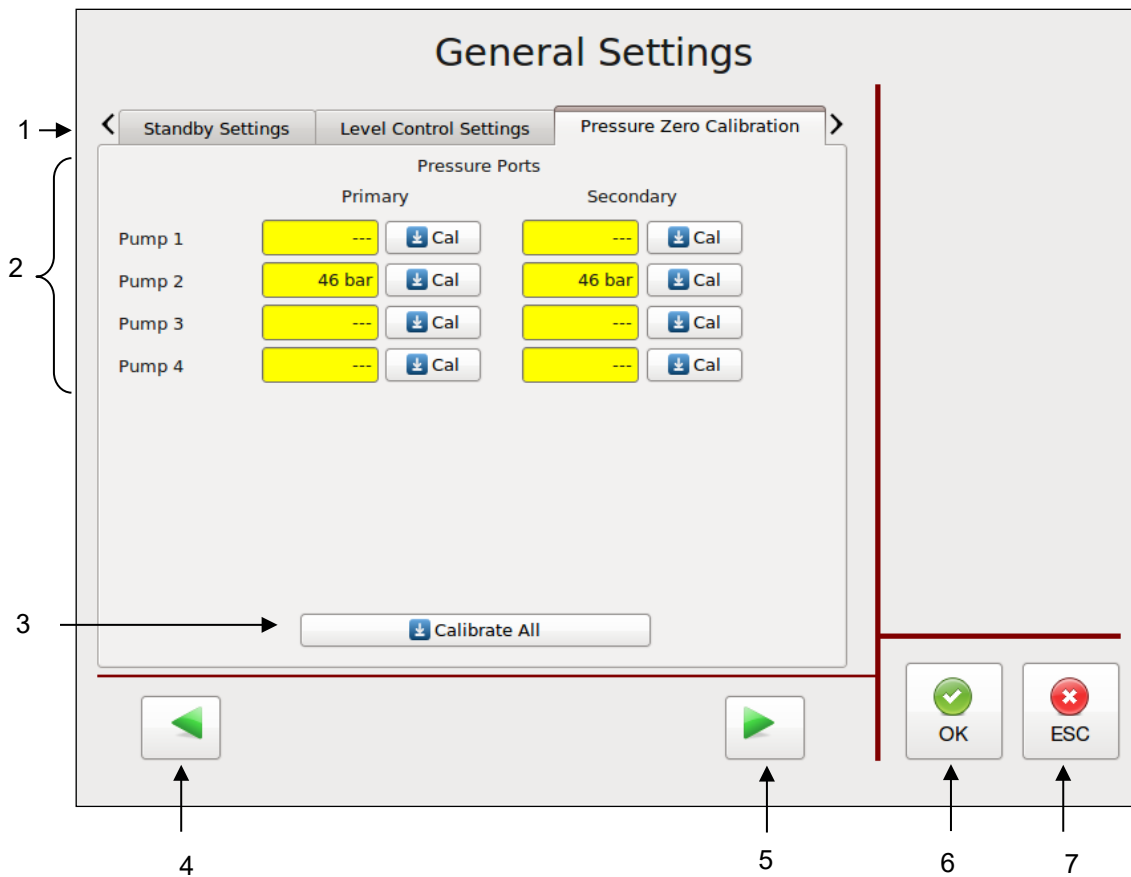 General Settings
1
Standby Settings Level Control Settings Pressure Zero Calibration
Pressure Ports
Primary Secondary
2
Pump 1 --- Cal --- Cal
Pump 2 46 bar Cal 46 bar Cal
Pump 3 --- Cal --- Cal
Pump 4 --- Cal --- Cal
3
Calibrate All
OK ESC
4 5 6 7